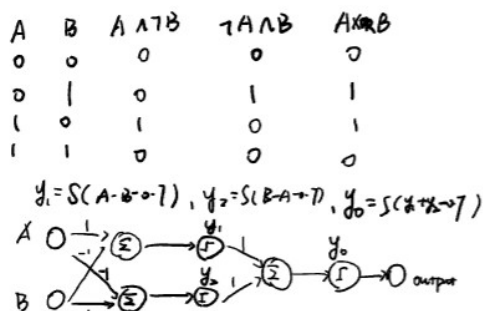 A B A ∧ ¬B ¬A ∧ B A XOR B
0 0 0 0 0
0 1 0 1 1
1 0 1 0 1
1 1 0 0 0
y₁ = S(A-B-0.7), y₂ = S(B-A-0.7), y₀ = S(y₁+y₂-0.7)
A 1 Σ S y₁ 1 y₀
-1 -1 Σ S output
B 1 Σ S y₂ 1